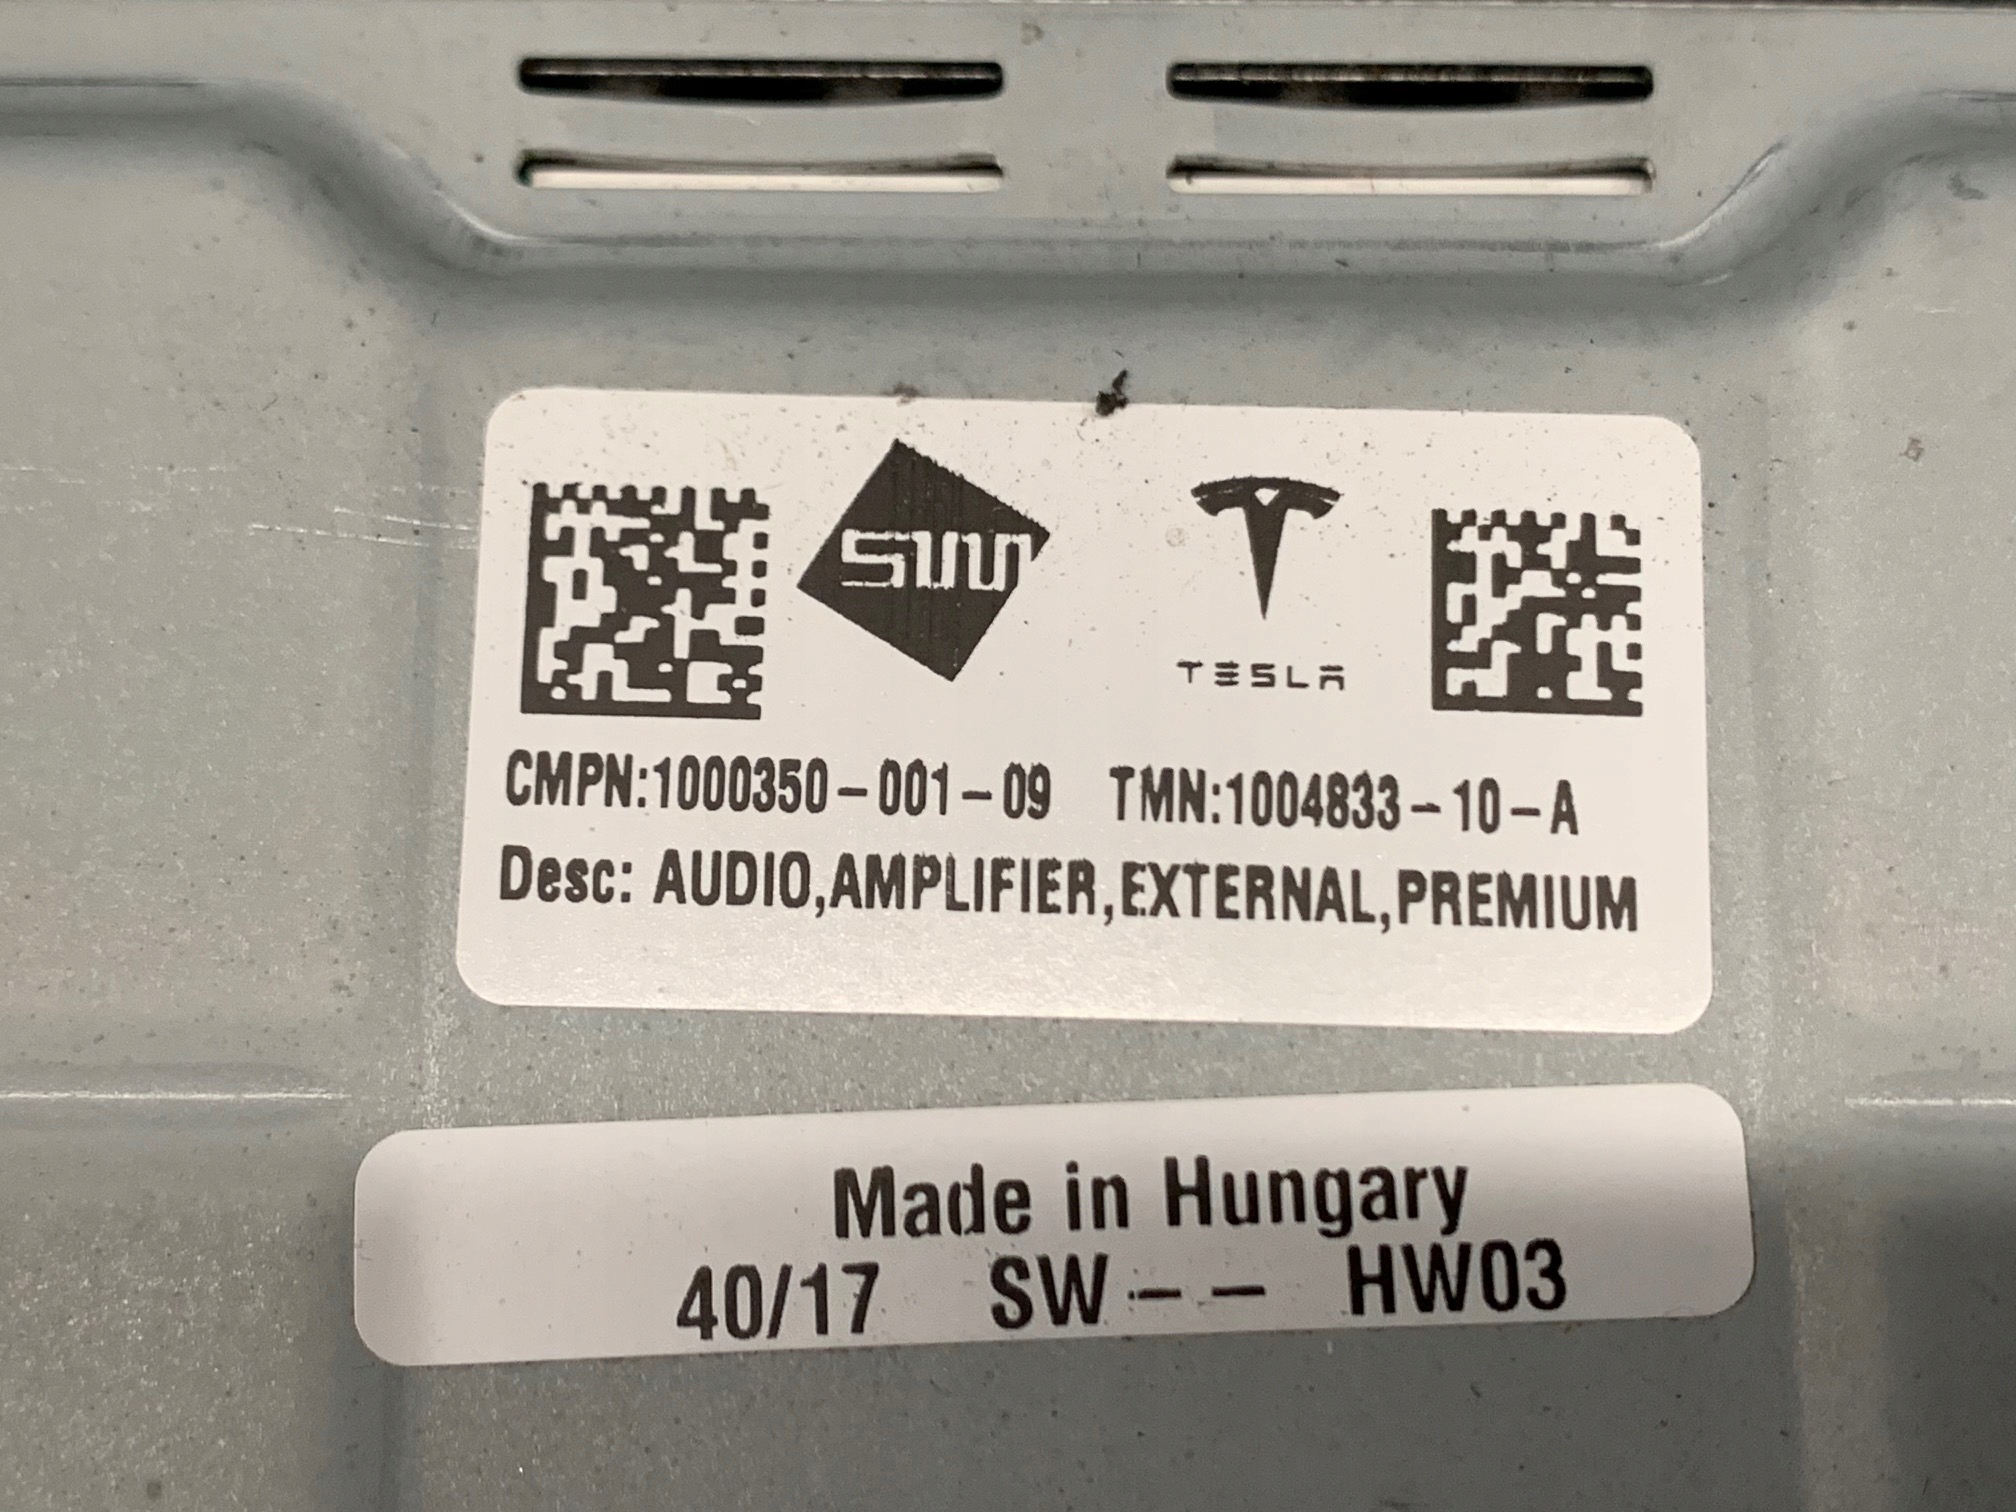 TESLA
CMPN:1000350-001-09 TMN:1004833-10-A
Desc: AUDIO,AMPLIFIER,EXTERNAL,PREMIUM
Made in Hungary
40/17 SW-- HW03